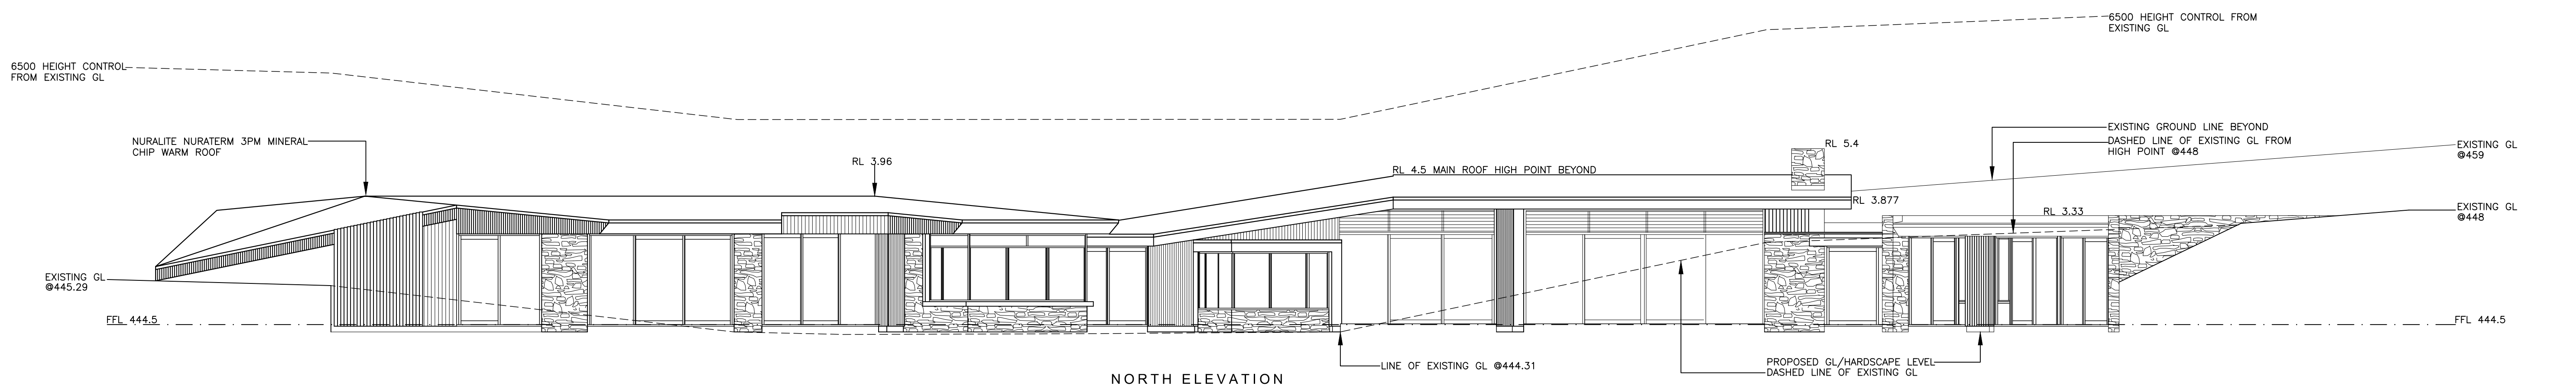 6500 HEIGHT CONTROL
FROM EXISTING GL
6500 HEIGHT CONTROL FROM
EXISTING GL
NURALITE NURATERM 3PM MINERAL
CHIP WARM ROOF
RL 3.96
RL 4.5 MAIN ROOF HIGH POINT BEYOND
RL 5.4
RL 3.877
RL 3.33
EXISTING GROUND LINE BEYOND
DASHED LINE OF EXISTING GL FROM
HIGH POINT @448
EXISTING GL
@459
EXISTING GL
@448
EXISTING GL
@445.29
FFL 444.5
FFL 444.5
LINE OF EXISTING GL @444.31
PROPOSED GL/HARDSCAPE LEVEL
DASHED LINE OF EXISTING GL
NORTH ELEVATION